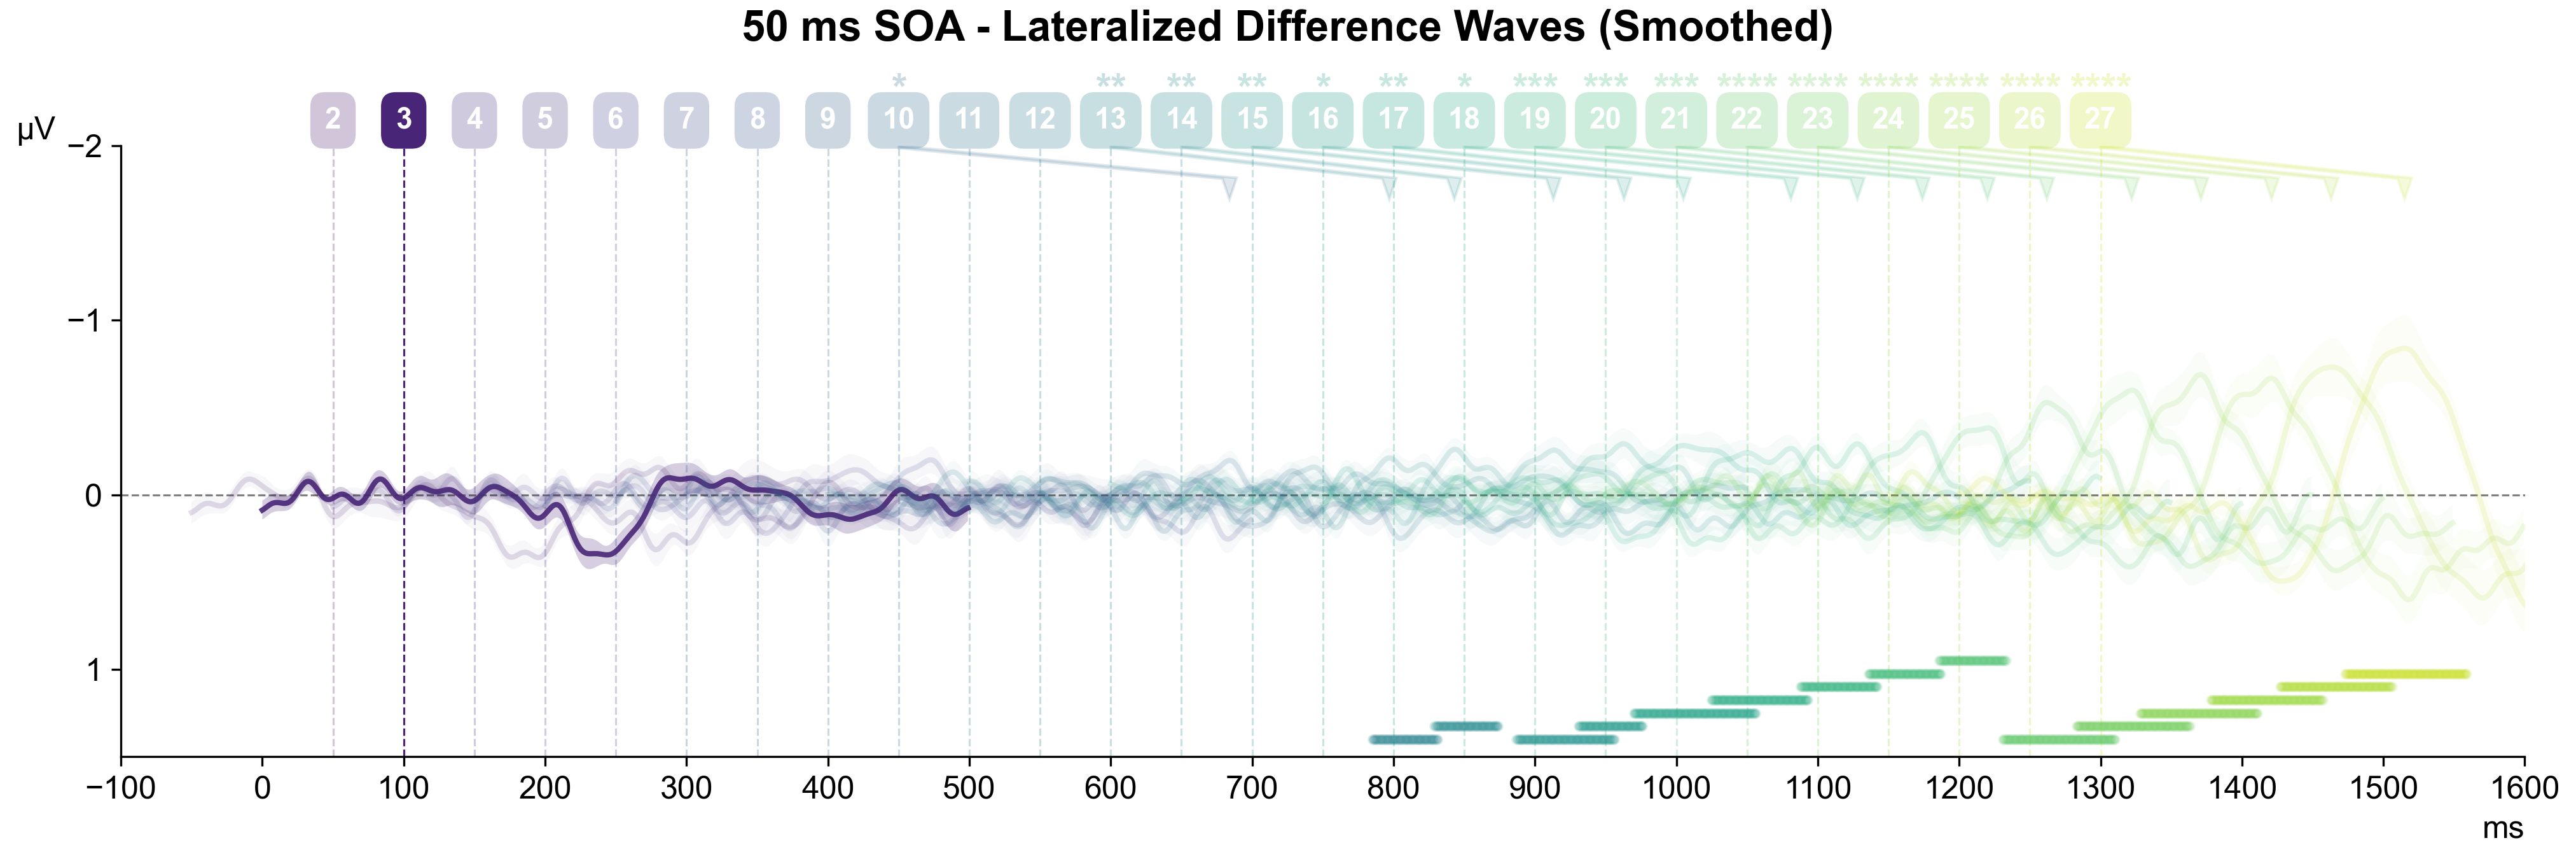 50 ms SOA - Lateralized Difference Waves (Smoothed)
* ** ** ** * ** * *** *** *** **** **** **** **** **** ****
2 3 4 5 6 7 8 9 10 11 12 13 14 15 16 17 18 19 20 21 22 23 24 25 26 27
µV
−2
−1
0
1
−100 0 100 200 300 400 500 600 700 800 900 1000 1100 1200 1300 1400 1500 1600
ms